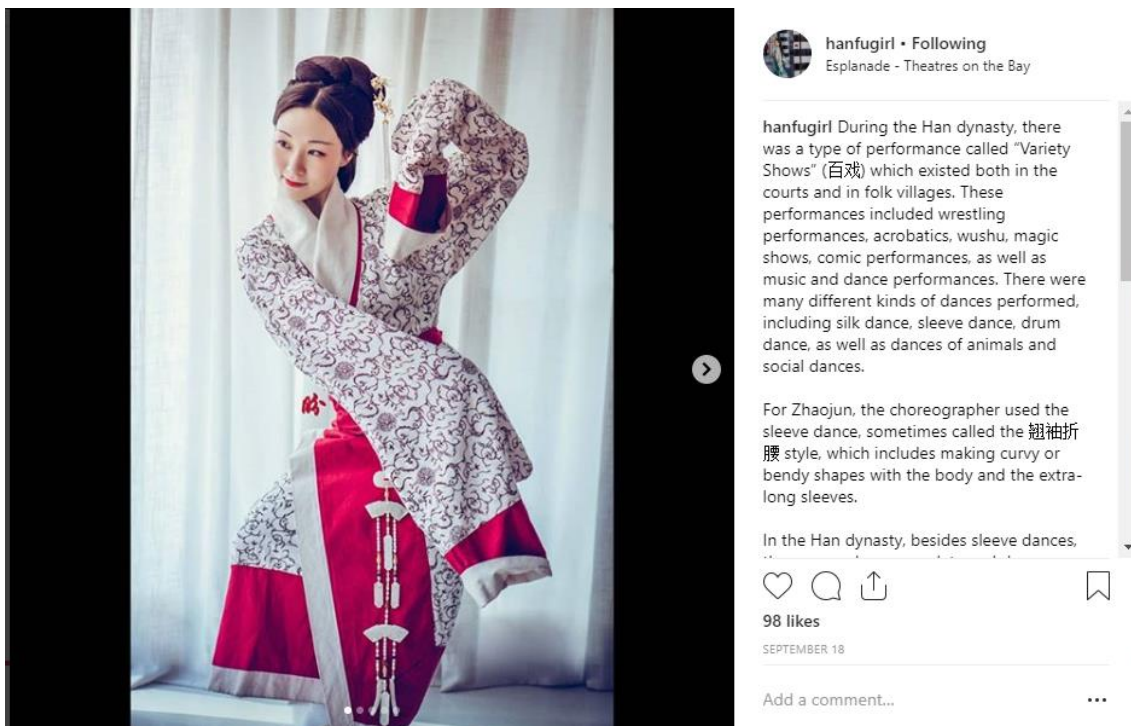 hanfugirl • Following
Esplanade - Theatres on the Bay
hanfugirl During the Han dynasty, there
was a type of performance called “Variety
Shows” (百戏) which existed both in the
courts and in folk villages. These
performances included wrestling
performances, acrobatics, wushu, magic
shows, comic performances, as well as
music and dance performances. There were
many different kinds of dances performed,
including silk dance, sleeve dance, drum
dance, as well as dances of animals and
social dances.
For Zhaojun, the choreographer used the
sleeve dance, sometimes called the 翘袖折
腰 style, which includes making curvy or
bendy shapes with the body and the extra-
long sleeves.
In the Han dynasty, besides sleeve dances,
98 likes
SEPTEMBER 18
Add a comment...